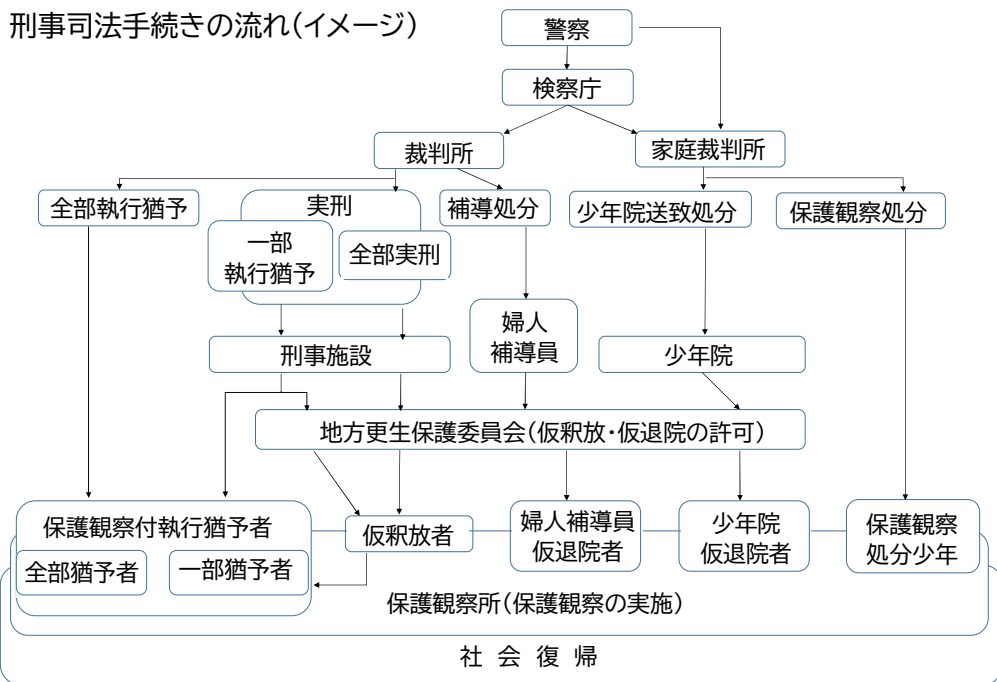 刑事司法手続きの流れ(イメージ)
警察
検察庁
裁判所
家庭裁判所
全部執行猶予
実刑
補導処分
少年院送致処分
保護観察処分
一部
執行猶予
全部実刑
婦人
補導員
刑事施設
少年院
地方更生保護委員会(仮釈放・仮退院の許可)
保護観察付執行猶予者
仮釈放者
婦人補導員
仮退院者
少年院
仮退院者
保護観察
処分少年
全部猶予者
一部猶予者
保護観察所(保護観察の実施)
社 会 復 帰